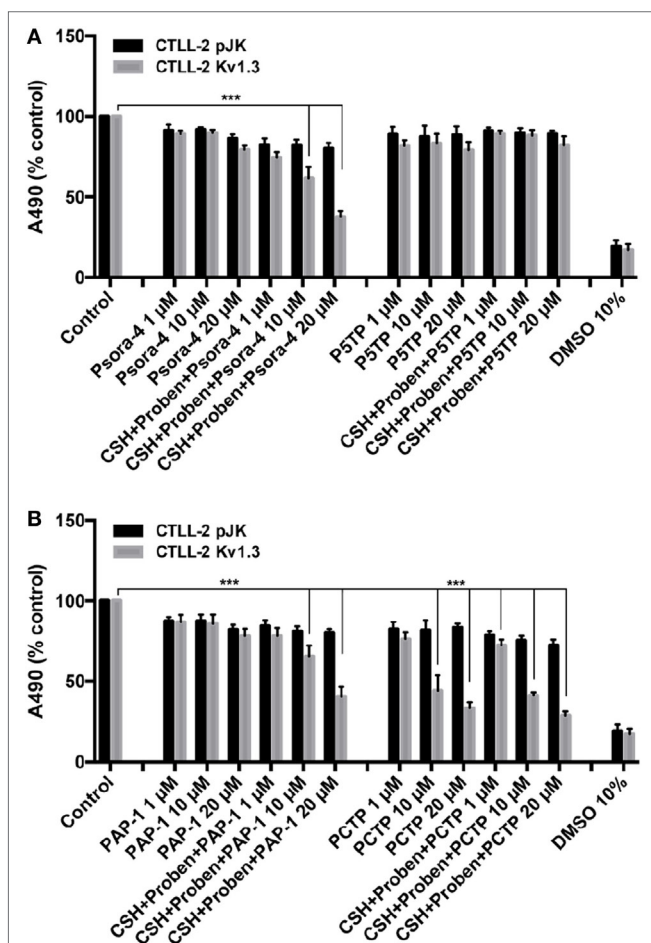 A
150
CTLL-2 pJK
CTLL-2 Kv1.3
***
100
50
0
A490 (% control)
Control
Psora-4 1 µM
Psora-4 10 µM
Psora-4 20 µM
CSH+Proben+Psora-4 1 µM
CSH+Proben+Psora-4 10 µM
CSH+Proben+Psora-4 20 µM
P5TP 1 µM
P5TP 10 µM
P5TP 20 µM
CSH+Proben+P5TP 1 µM
CSH+Proben+P5TP 10 µM
CSH+Proben+P5TP 20 µM
DMSO 10%
B
150
CTLL-2 pJK
CTLL-2 Kv1.3
***
***
100
50
0
A490 (% control)
Control
PAP-1 1 µM
PAP-1 10 µM
PAP-1 20 µM
CSH+Proben+PAP-1 1 µM
CSH+Proben+PAP-1 10 µM
CSH+Proben+PAP-1 20 µM
PCTP 1 µM
PCTP 10 µM
PCTP 20 µM
CSH+Proben+PCTP 1 µM
CSH+Proben+PCTP 10 µM
CSH+Proben+PCTP 20 µM
DMSO 10%